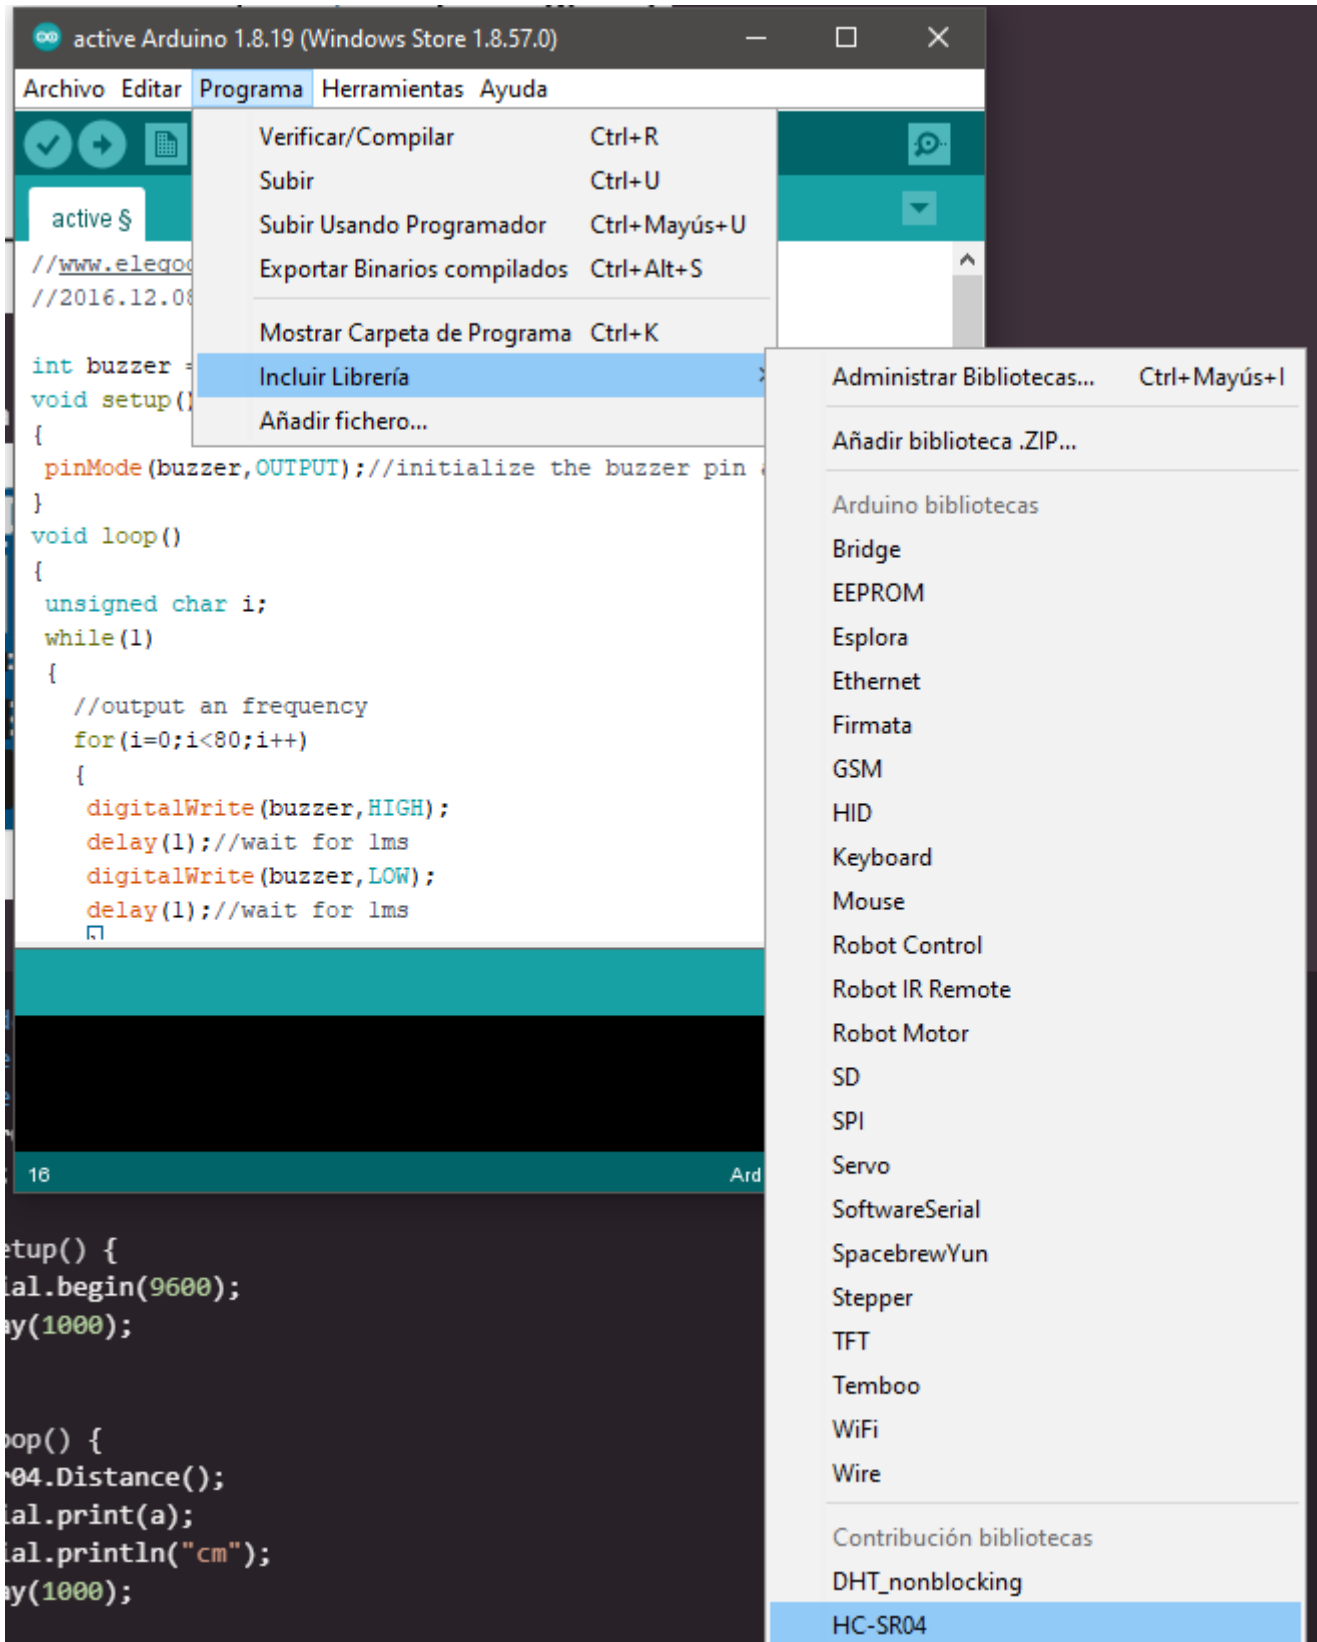 active Arduino 1.8.19 (Windows Store 1.8.57.0)
Archivo Editar Programa Herramientas Ayuda
Verificar/Compilar Ctrl+R
Subir Ctrl+U
Subir Usando Programador Ctrl+Mayús+U
Exportar Binarios compilados Ctrl+Alt+S
Mostrar Carpeta de Programa Ctrl+K
Incluir Librería
Añadir fichero...
active §
//www.elegoo
//2016.12.08
int buzzer =
void setup()
{
pinMode(buzzer,OUTPUT);//initialize the buzzer pin a
}
void loop()
{
unsigned char i;
while(1)
{
//output an frequency
for(i=0;i<80;i++)
{
digitalWrite(buzzer,HIGH);
delay(1);//wait for 1ms
digitalWrite(buzzer,LOW);
delay(1);//wait for 1ms
16 Ard
Administrar Bibliotecas... Ctrl+Mayús+I
Añadir biblioteca .ZIP...
Arduino bibliotecas
Bridge
EEPROM
Esplora
Ethernet
Firmata
GSM
HID
Keyboard
Mouse
Robot Control
Robot IR Remote
Robot Motor
SD
SPI
Servo
SoftwareSerial
SpacebrewYun
Stepper
TFT
Temboo
WiFi
Wire
Contribución bibliotecas
DHT_nonblocking
HC-SR04
etup() {
ial.begin(9600);
ay(1000);
oop() {
r04.Distance();
ial.print(a);
ial.println("cm");
ay(1000);